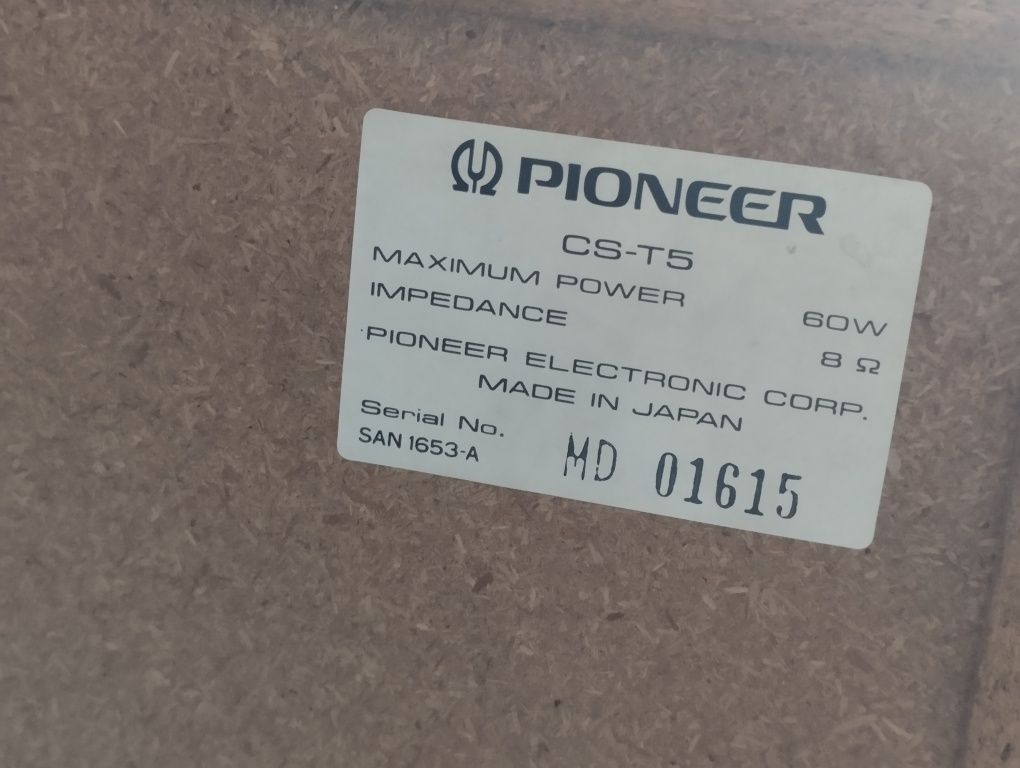 PIONEER
CS-T5
MAXIMUM POWER 60W
IMPEDANCE 8 Ω
PIONEER ELECTRONIC CORP.
MADE IN JAPAN
Serial No.
SAN 1653-A MD 01615